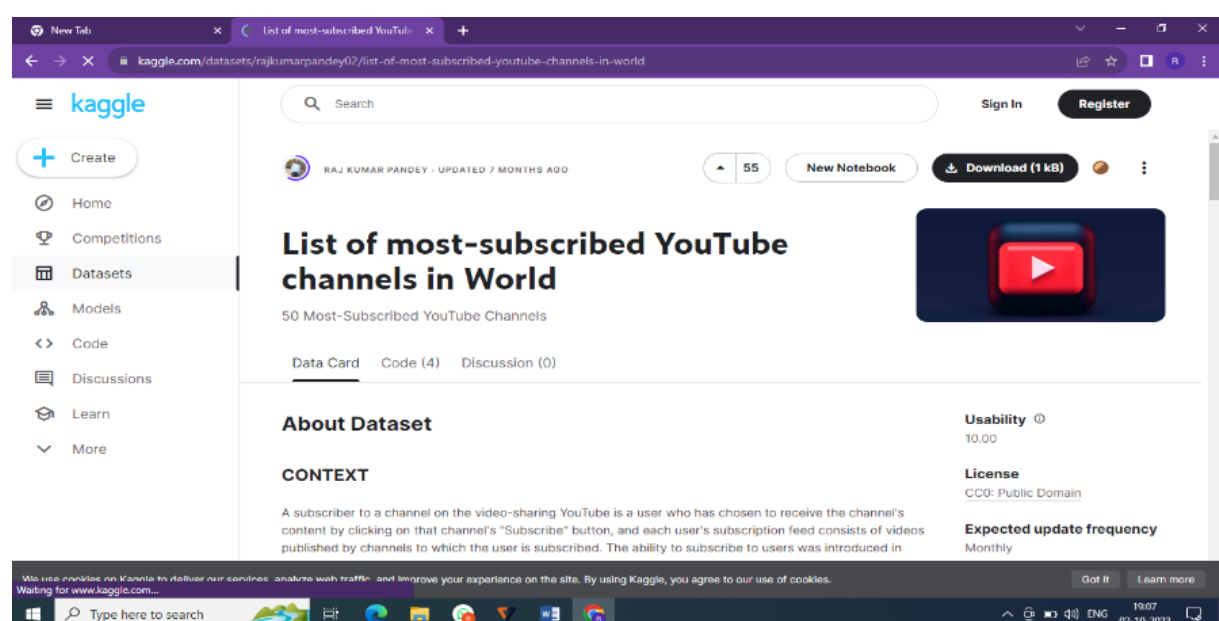 New Tab
List of most-subscribed YouTub
kaggle.com/datasets/rajkumarpandey02/list-of-most-subscribed-youtube-channels-in-world
R
kaggle
Search
Sign In
Register
Create
RAJ KUMAR PANDEY · UPDATED 7 MONTHS AGO
55
New Notebook
Download (1 kB)
Home
Competitions
Datasets
Models
Code
Discussions
Learn
More
List of most-subscribed YouTube
channels in World
50 Most-Subscribed YouTube Channels
Data Card
Code (4)
Discussion (0)
About Dataset
CONTEXT
A subscriber to a channel on the video-sharing YouTube is a user who has chosen to receive the channel's
content by clicking on that channel's "Subscribe" button, and each user's subscription feed consists of videos
published by channels to which the user is subscribed. The ability to subscribe to users was introduced in
Usability
10.00
License
CC0: Public Domain
Expected update frequency
Monthly
We use cookies on Kaggle to deliver our services, analyze web traffic, and improve your experience on the site. By using Kaggle, you agree to our use of cookies.
Got it
Learn more
Waiting for www.kaggle.com...
Type here to search
ENG
19:07
02-10-2023